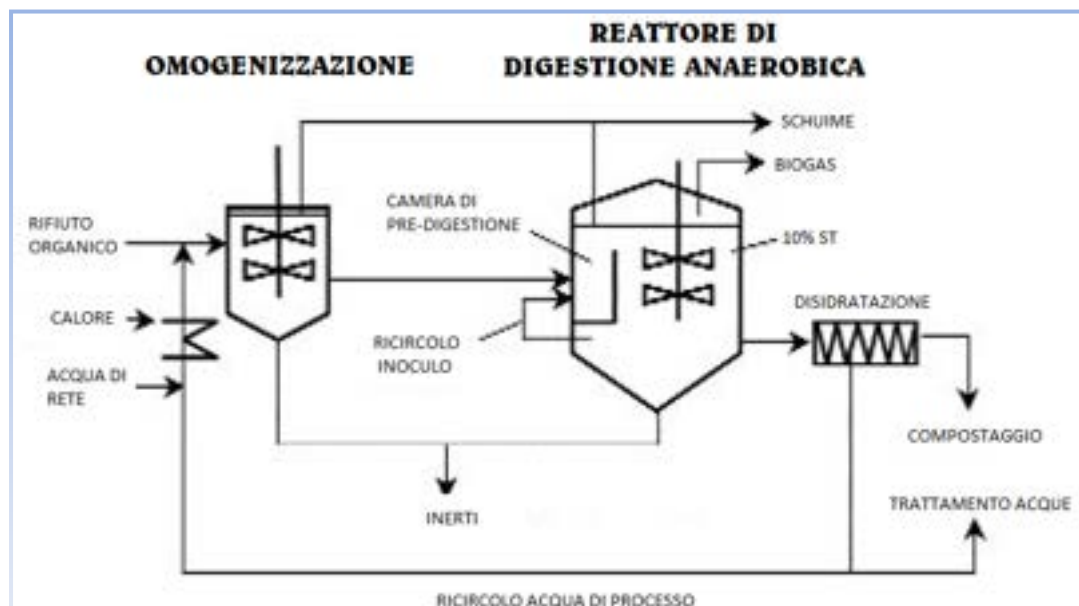 OMOGENIZZAZIONE
REATTORE DI
DIGESTIONE ANAEROBICA
SCHUIME
BIOGAS
CAMERA DI
PRE-DIGESTIONE
RIFIUTO
ORGANICO
10% ST
CALORE
DISIDRATAZIONE
RICIRCOLO
INOCULO
ACQUA DI
RETE
COMPOSTAGGIO
INERTI
TRATTAMENTO ACQUE
RICIRCOLO ACQUA DI PROCESSO